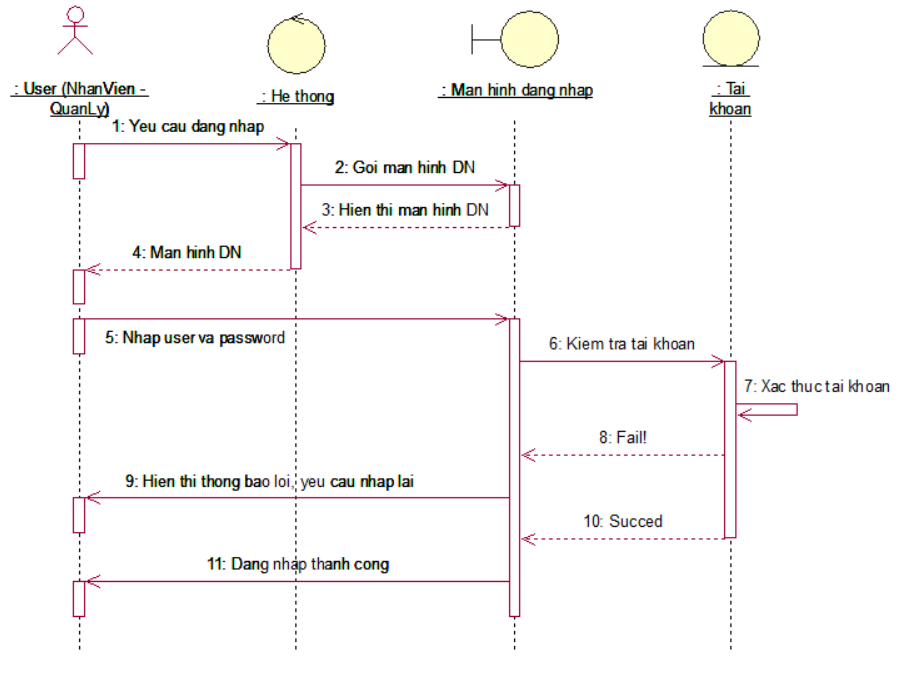 : User (NhanVien -
QuanLy)
: He thong
: Man hinh dang nhap
: Tai
khoan
1: Yeu cau dang nhap
2: Goi man hinh DN
3: Hien thi man hinh DN
4: Man hinh DN
5: Nhap user va password
6: Kiem tra tai khoan
7: Xac thuc tai khoan
8: Fail!
9: Hien thi thong bao loi, yeu cau nhap lai
10: Succed
11: Dang nhap thanh cong